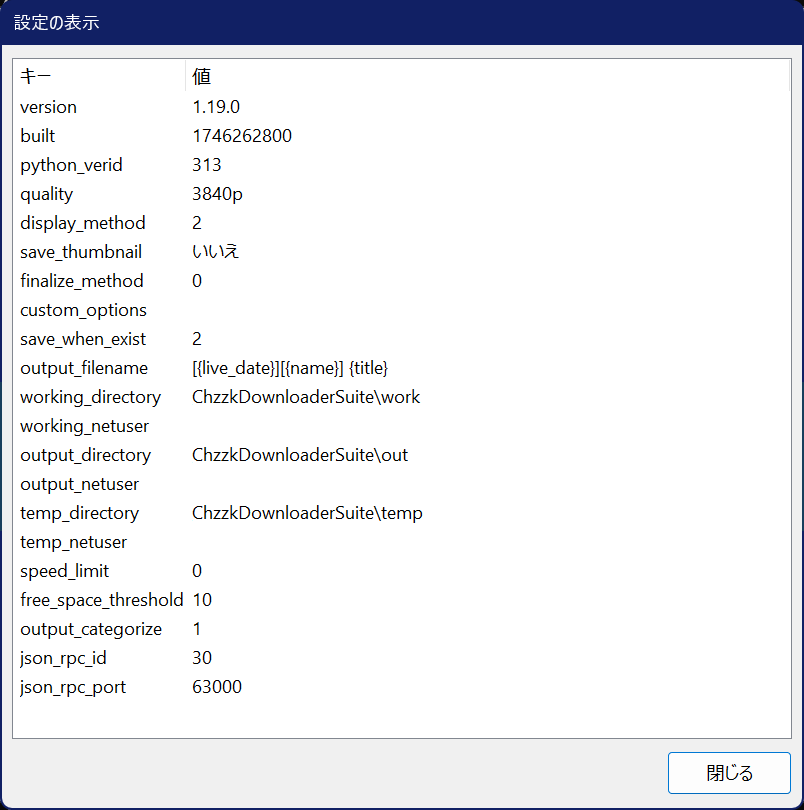 設定の表示
キー 値
version 1.19.0
built 1746262800
python_verid 313
quality 3840p
display_method 2
save_thumbnail いいえ
finalize_method 0
custom_options
save_when_exist 2
output_filename [{live_date}][{name}] {title}
working_directory ChzzkDownloaderSuite\work
working_netuser
output_directory ChzzkDownloaderSuite\out
output_netuser
temp_directory ChzzkDownloaderSuite\temp
temp_netuser
speed_limit 0
free_space_threshold 10
output_categorize 1
json_rpc_id 30
json_rpc_port 63000
閉じる